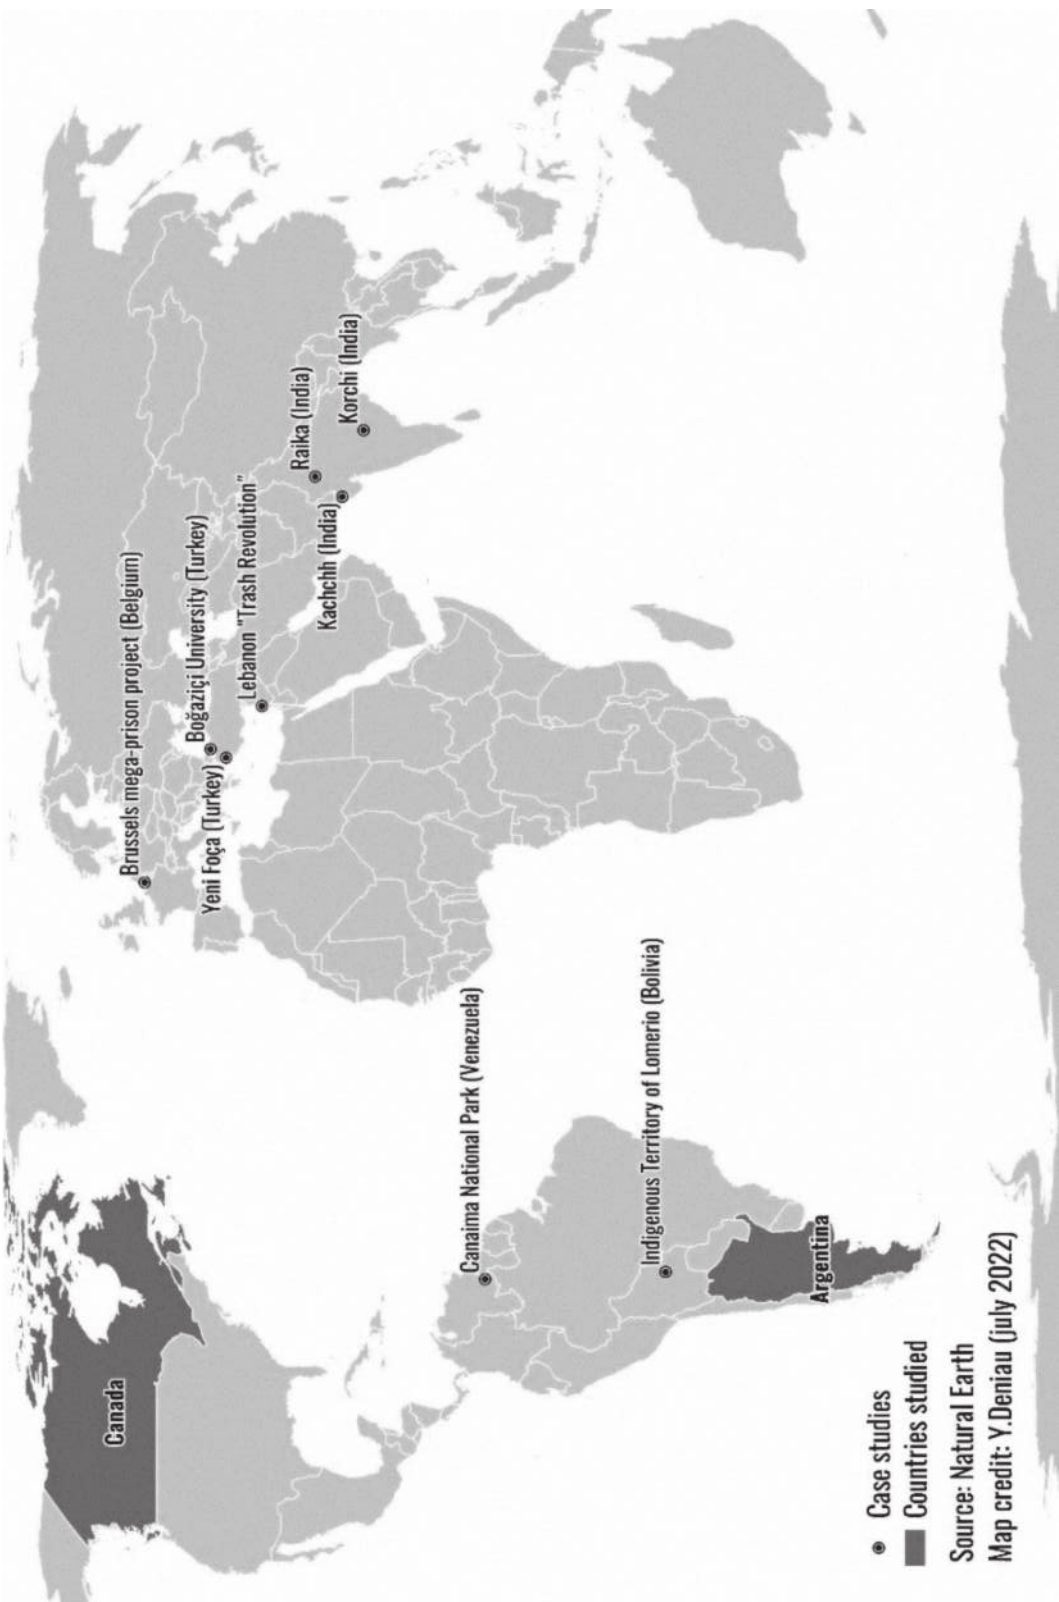 Canada
Brussels mega-prison project (Belgium)
Boğaziçi University (Turkey)
Yeni Foça (Turkey)
Lebanon "Trash Revolution"
Raika (India)
Kachchh (India)
Korchi (India)
Canaima National Park (Venezuela)
Indigenous Territory of Lomerio (Bolivia)
Argentina
Case studies
Countries studied
Source: Natural Earth
Map credit: Y.Deniau (july 2022)